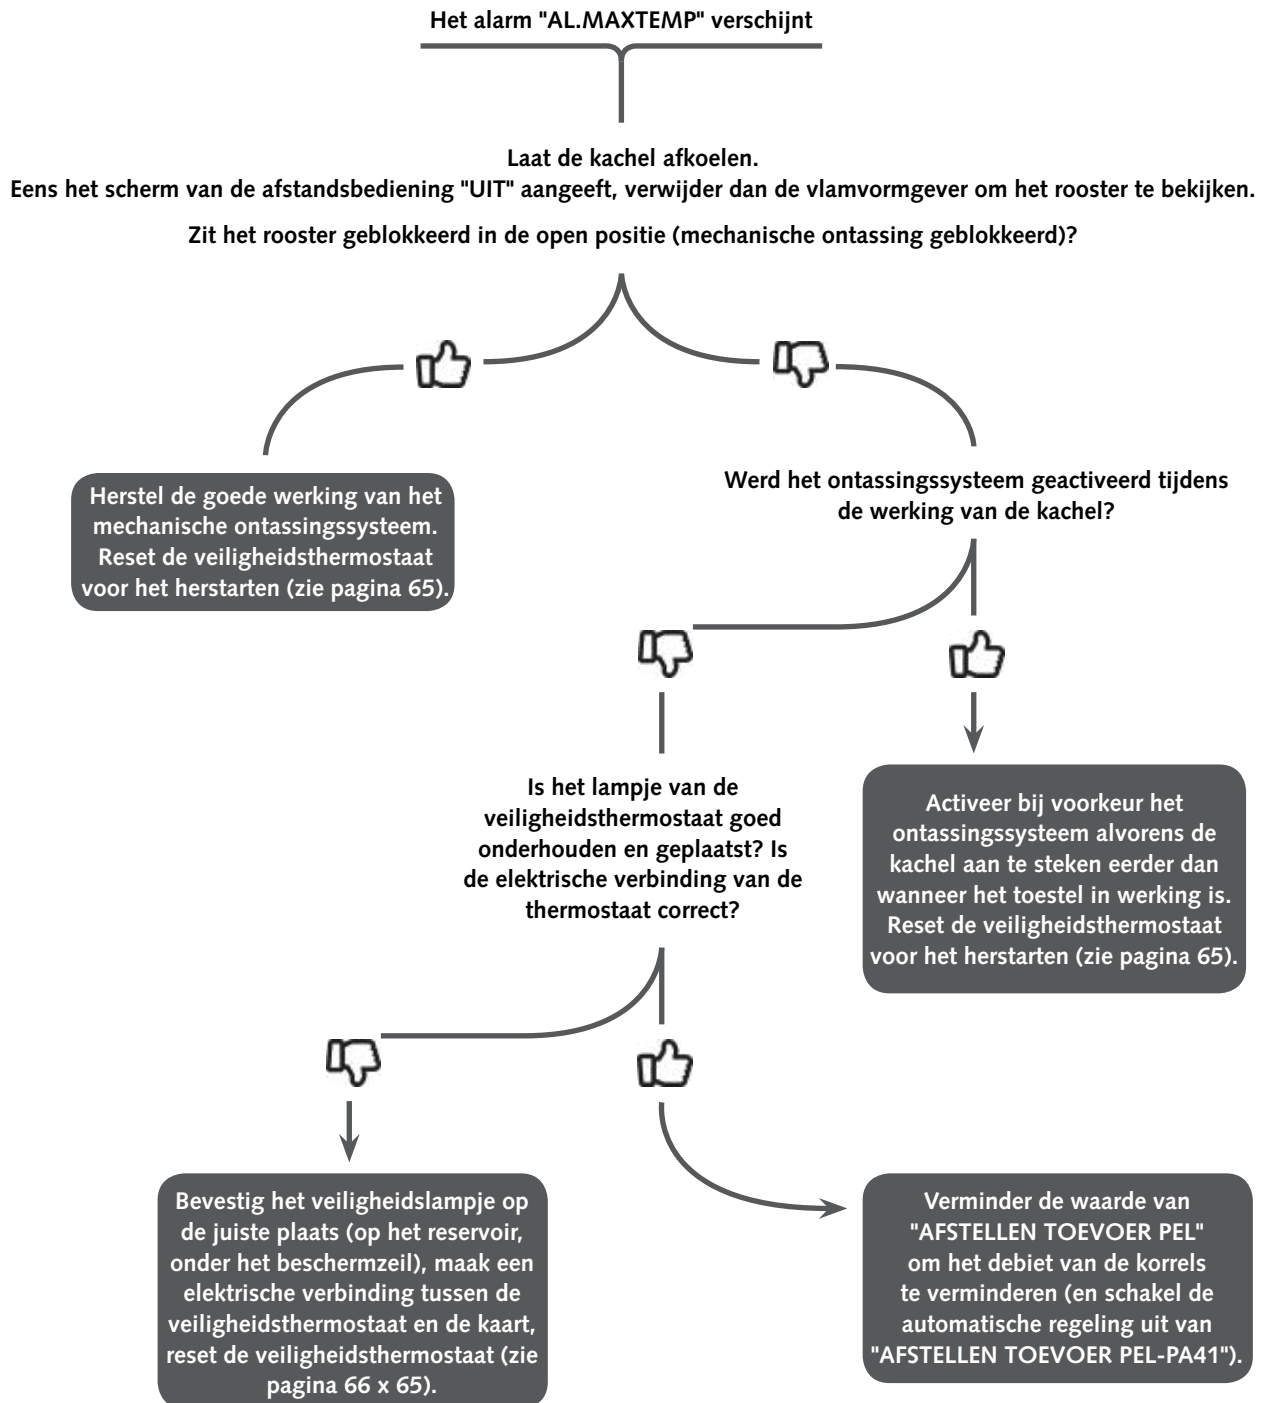 Het alarm "AL.MAXTEMP" verschijnt
Laat de kachel afkoelen.
Eens het scherm van de afstandsbediening "UIT" aangeeft, verwijder dan de vlamvormgever om het rooster te bekijken.
Zit het rooster geblokkeerd in de open positie (mechanische ontassing geblokkeerd)?
Herstel de goede werking van het
mechanische ontassingssysteem.
Reset de veiligheidsthermostaat
voor het herstarten (zie pagina 65).
Werd het ontassingssysteem geactiveerd tijdens
de werking van de kachel?
Is het lampje van de
veiligheidsthermostaat goed
onderhouden en geplaatst? Is
de elektrische verbinding van de
thermostaat correct?
Activeer bij voorkeur het
ontassingssysteem alvorens de
kachel aan te steken eerder dan
wanneer het toestel in werking is.
Reset de veiligheidsthermostaat
voor het herstarten (zie pagina 65).
Bevestig het veiligheidslampje op
de juiste plaats (op het reservoir,
onder het beschermzeil), maak een
elektrische verbinding tussen de
veiligheidsthermostaat en de kaart,
reset de veiligheidsthermostaat (zie
pagina 66 x 65).
Verminder de waarde van
"AFSTELLEN TOEVOER PEL"
om het debiet van de korrels
te verminderen (en schakel de
automatische regeling uit van
"AFSTELLEN TOEVOER PEL-PA41").